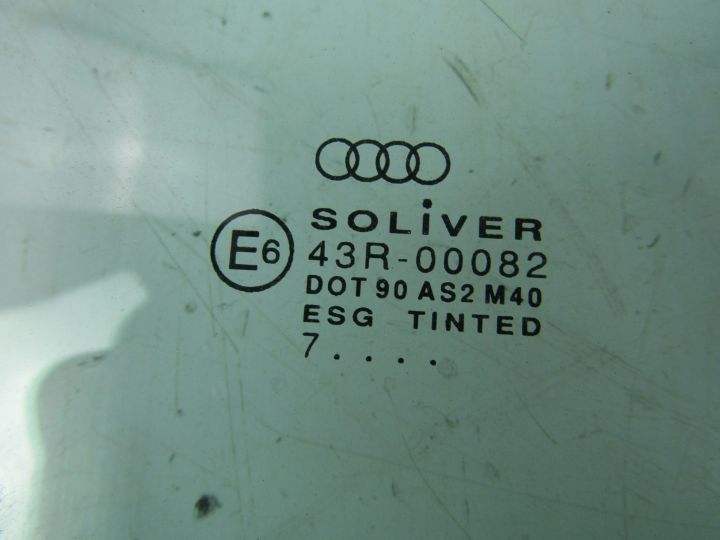 SOLiVER
E6
43R-00082
DOT 90 AS2 M40
ESG TINTED
7....